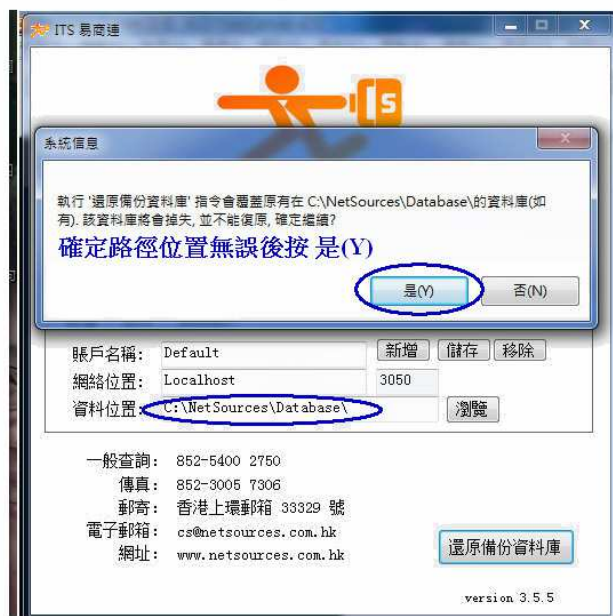 ITS 易商連
系統信息
執行 '還原備份資料庫' 指令會覆蓋原有在 C:\NetSources\Database\的資料庫(如
有). 該資料庫將會掉失, 並不能復原, 確定繼續?
確定路徑位置無誤後按 是(Y)
是(Y) 否(N)
賬戶名稱: Default 新增 儲存 移除
網絡位置: Localhost 3050
資料位置: C:\NetSources\Database\ 瀏覽
一般查詢: 852-5400 2750
傳真: 852-3005 7306
郵寄: 香港上環郵箱 33329 號
電子郵箱: cs@netsources.com.hk
網址: www.netsources.com.hk
還原備份資料庫
version 3.5.5